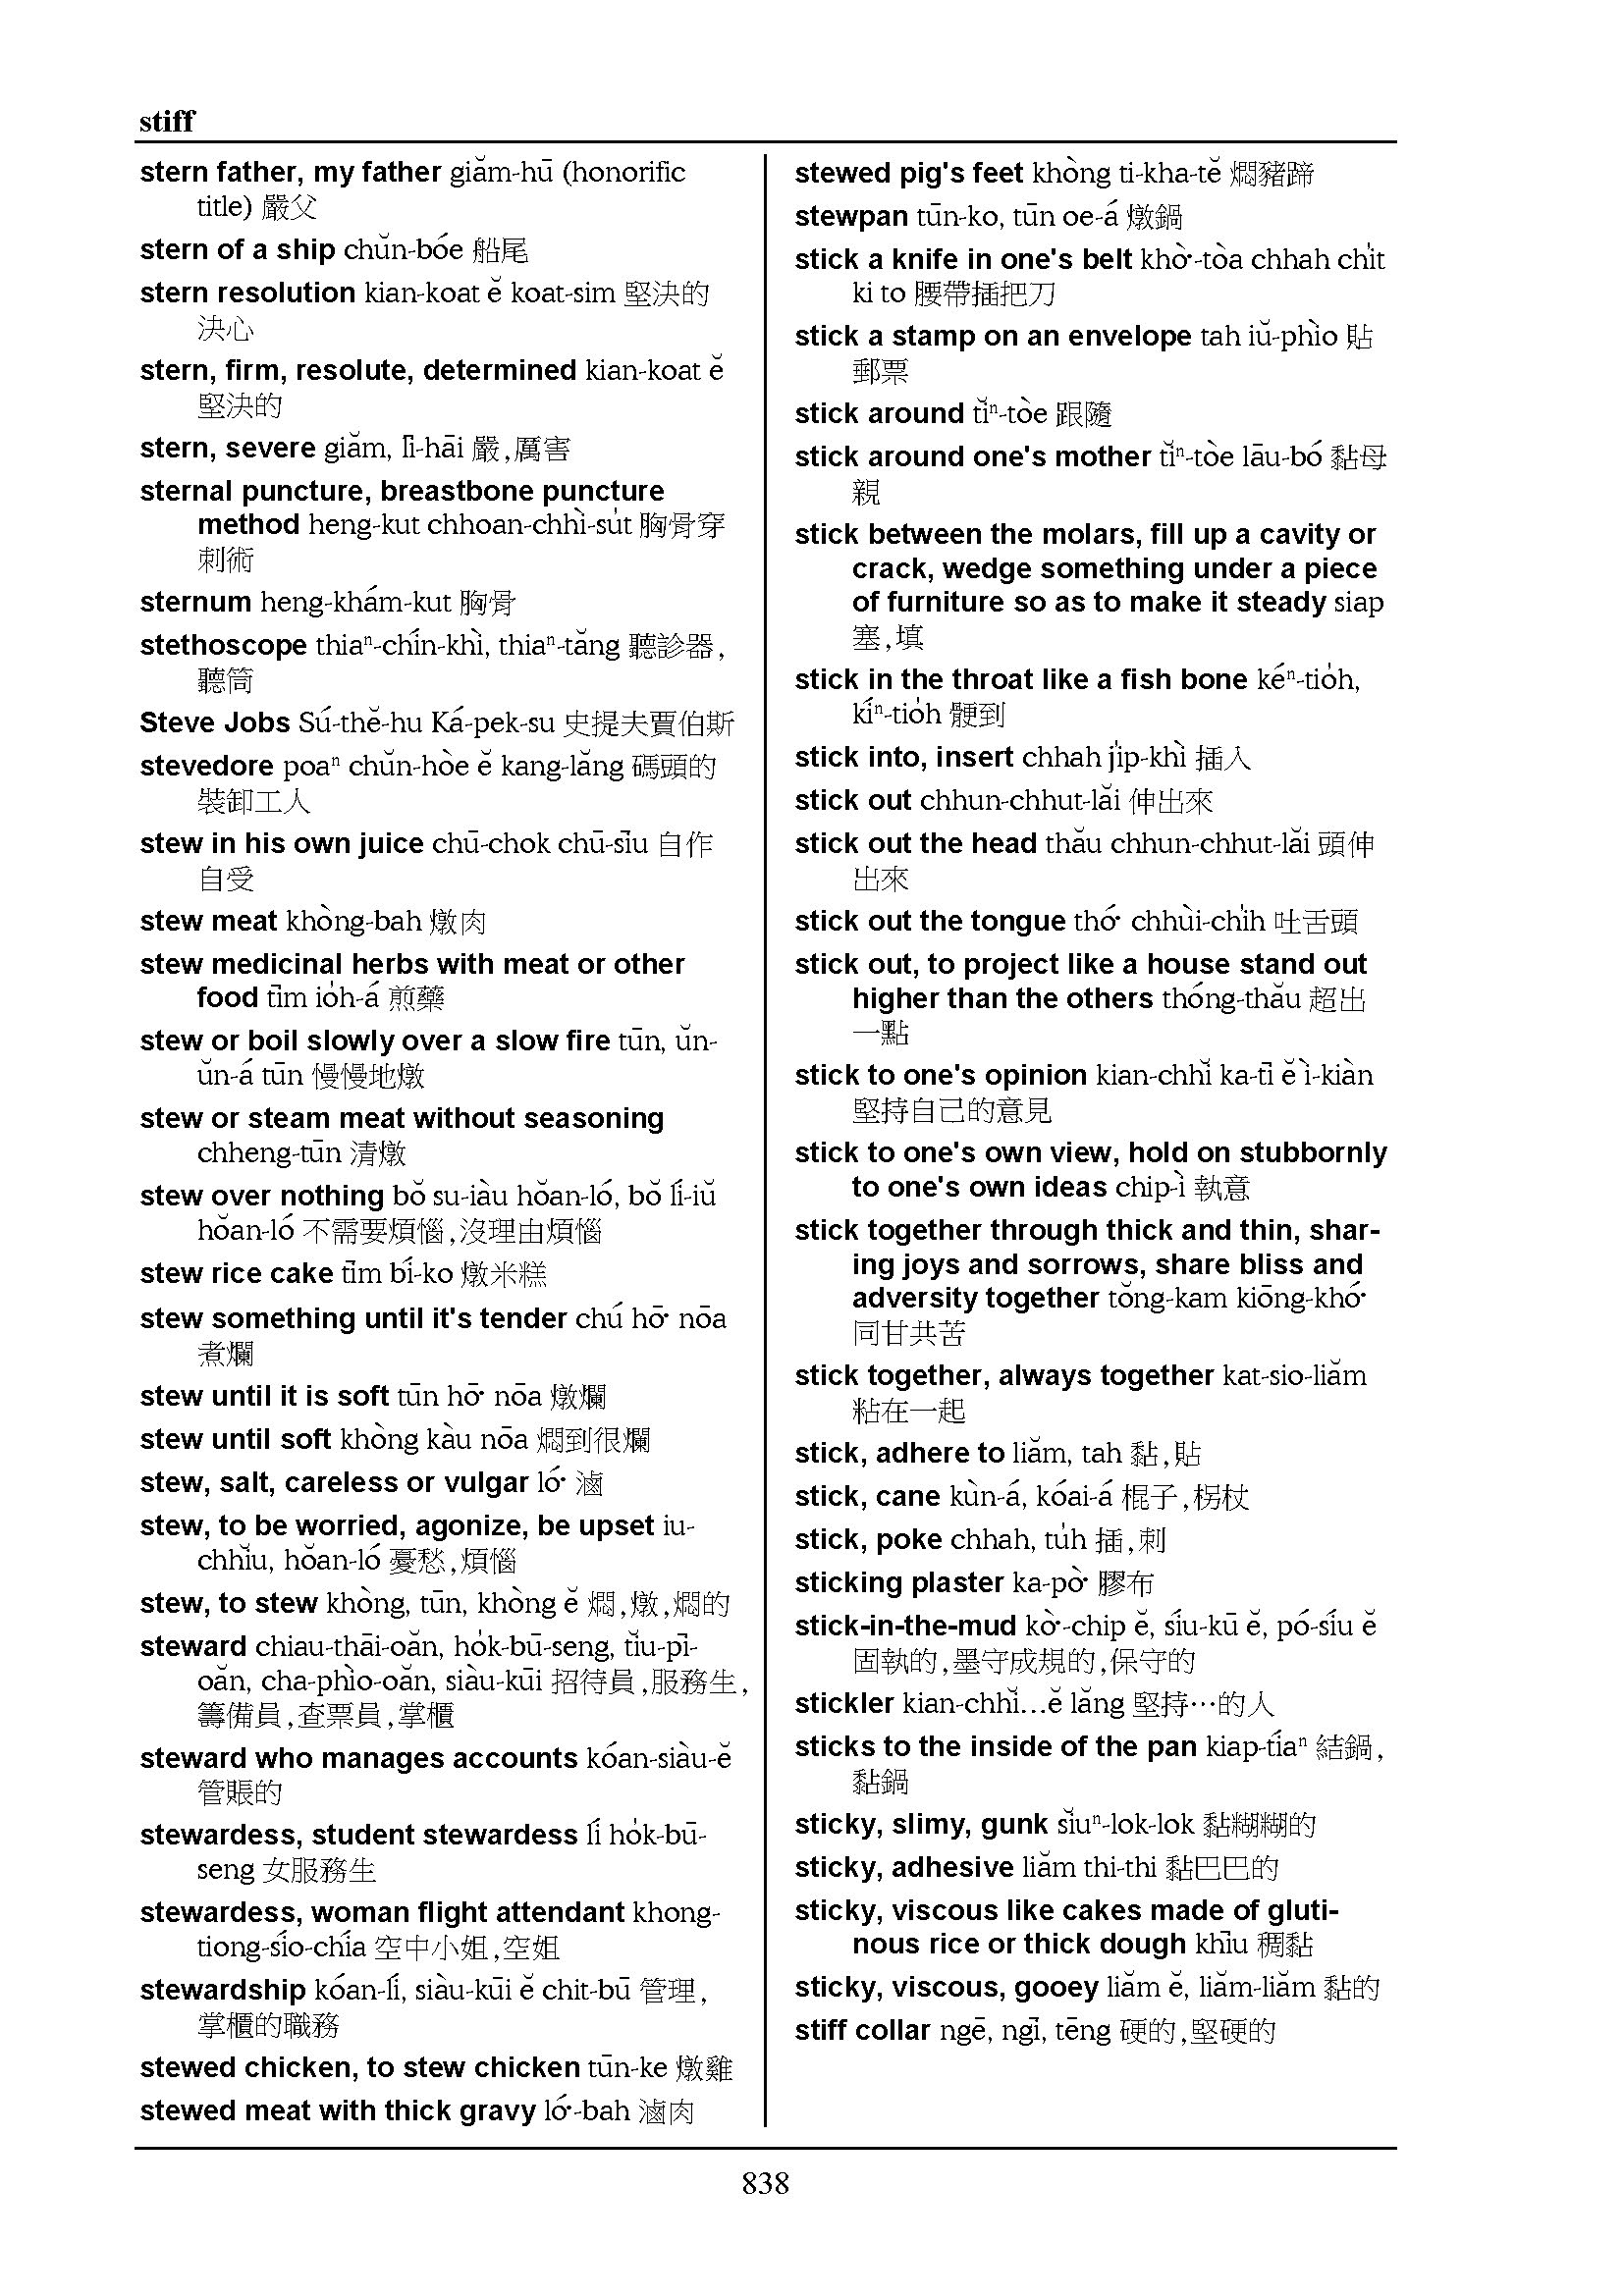 stiff
stern father, my father giăm-hū (honorific
title) 嚴父
stern of a ship chŭn-bóe 船尾
stern resolution kian-koat ĕ koat-sim 堅決的
決心
stern, firm, resolute, determined kian-koat ĕ
堅決的
stern, severe giăm, lī-hāi 嚴,厲害
sternal puncture, breastbone puncture
method heng-kut chhoan-chhì-su̍t 胸骨穿
刺術
sternum heng-khám-kut 胸骨
stethoscope thiaⁿ-chín-khì, thiaⁿ-tăng 聽診器,
聽筒
Steve Jobs Sú-thĕ-hu Ká-pek-su 史提夫賈伯斯
stevedore poaⁿ chŭn-hòe ĕ kang-lăng 碼頭的
裝卸工人
stew in his own juice chū-chok chū-sīu 自作
自受
stew meat khòng-bah 燉肉
stew medicinal herbs with meat or other
food tīm io̍h-á 煎藥
stew or boil slowly over a slow fire tūn, ŭn-
ŭn-á tūn 慢慢地燉
stew or steam meat without seasoning
chheng-tūn 清燉
stew over nothing bŏ su-iàu hŏan-ló, bŏ lí-iŭ
hŏan-ló 不需要煩惱,沒理由煩惱
stew rice cake tīm bí-ko 燉米糕
stew something until it's tender chú hō͘ nōa
煮爛
stew until it is soft tūn hō͘ nōa 燉爛
stew until soft khòng kàu nōa 燜到很爛
stew, salt, careless or vulgar ló͘ 滷
stew, to be worried, agonize, be upset iu-
chhĭu, hŏan-ló 憂愁,煩惱
stew, to stew khòng, tūn, khòng ĕ 燜,燉,燜的
steward chiau-thāi-oăn, ho̍k-bū-seng, tĭu-pī-
oăn, cha-phìo-oăn, siàu-kūi 招待員,服務生,
籌備員,查票員,掌櫃
steward who manages accounts kóan-siàu-ĕ
管賬的
stewardess, student stewardess lí ho̍k-bū-
seng 女服務生
stewardess, woman flight attendant khong-
tiong-sío-chía 空中小姐,空姐
stewardship kóan-lí, siàu-kūi ĕ chit-bū 管理,
掌櫃的職務
stewed chicken, to stew chicken tūn-ke 燉雞
stewed meat with thick gravy ló͘-bah 滷肉
stewed pig's feet khòng ti-kha-tĕ 燜豬蹄
stewpan tūn-ko, tūn oe-á 燉鍋
stick a knife in one's belt khò͘-tòa chhah chi̍t
ki to 腰帶插把刀
stick a stamp on an envelope tah iŭ-phìo 貼
郵票
stick around tĭⁿ-tòe 跟隨
stick around one's mother tĭⁿ-tòe lāu-bó 黏母
親
stick between the molars, fill up a cavity or
crack, wedge something under a piece
of furniture so as to make it steady siap
塞,填
stick in the throat like a fish bone kéⁿ-tio̍h,
kíⁿ-tio̍h 骾到
stick into, insert chhah ji̍p-khì 插入
stick out chhun-chhut-lăi 伸出來
stick out the head thău chhun-chhut-lăi 頭伸
出來
stick out the tongue thó͘ chhùi-chi̍h 吐舌頭
stick out, to project like a house stand out
higher than the others thóng-thău 超出
一點
stick to one's opinion kian-chhĭ ka-tī ĕ ì-kiàn
堅持自己的意見
stick to one's own view, hold on stubbornly
to one's own ideas chip-ì 執意
stick together through thick and thin, shar-
ing joys and sorrows, share bliss and
adversity together tŏng-kam kiōng-khó͘
同甘共苦
stick together, always together kat-sio-liăm
粘在一起
stick, adhere to liăm, tah 黏,貼
stick, cane kùn-á, kóai-á 棍子,柺杖
stick, poke chhah, tu̍h 插,刺
sticking plaster ka-pò͘ 膠布
stick-in-the-mud kò͘-chip ĕ, síu-kū ĕ, pó-síu ĕ
固執的,墨守成規的,保守的
stickler kian-chhĭ...ĕ lăng 堅持…的人
sticks to the inside of the pan kiap-tíaⁿ 結鍋,
黏鍋
sticky, slimy, gunk sĭuⁿ-lok-lok 黏糊糊的
sticky, adhesive liăm thi-thi 黏巴巴的
sticky, viscous like cakes made of gluti-
nous rice or thick dough khīu 稠黏
sticky, viscous, gooey liăm ĕ, liăm-liăm 黏的
stiff collar ngē, ngī, tēng 硬的,堅硬的
838